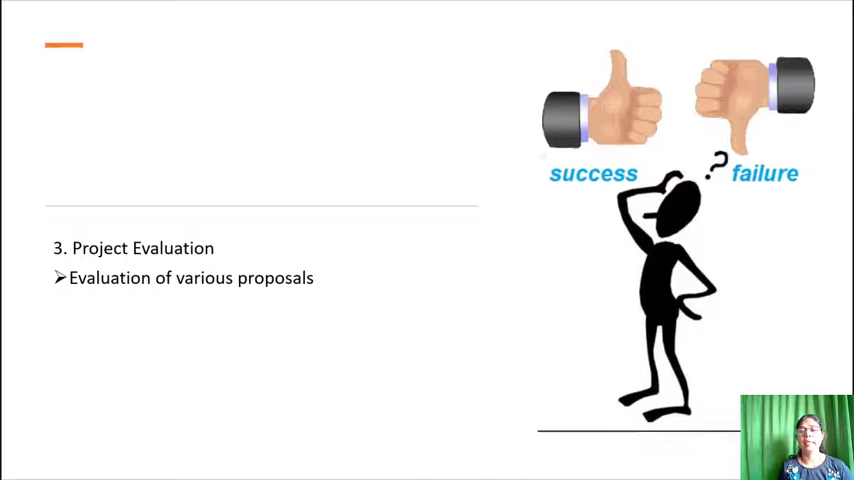 success
failure
?
3. Project Evaluation
➢Evaluation of various proposals